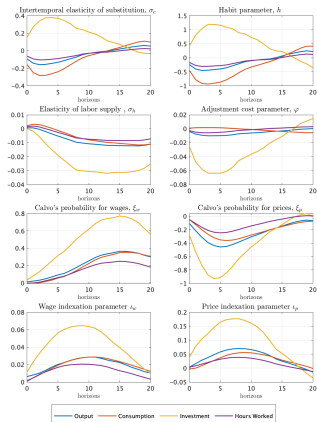 Intertemporal elasticity of substitution, σc
Habit parameter, h
0.4
0.2
0
-0.2
-0.4
0 5 10 15 20
horizons
1.5
1
0.5
0
-0.5
-1
0 5 10 15 20
horizons
Elasticity of labor supply , σh
Adjustment cost parameter, φ
0.01
0
-0.01
-0.02
-0.03
-0.04
0 5 10 15 20
horizons
0.02
0
-0.02
-0.04
-0.06
-0.08
0 5 10 15 20
horizons
Calvo's probability for wages, ξw
Calvo's probability for prices, ξp
0.8
0.6
0.4
0.2
0
0 5 10 15 20
horizons
0
-0.2
-0.4
-0.6
-0.8
-1
0 5 10 15 20
horizons
Wage indexation parameter ιw
Price indexation parameter ιp
0.08
0.06
0.04
0.02
0
0 5 10 15 20
horizons
0.2
0.15
0.1
0.05
0
-0.05
0 5 10 15 20
horizons
Output Consumption Investment Hours Worked